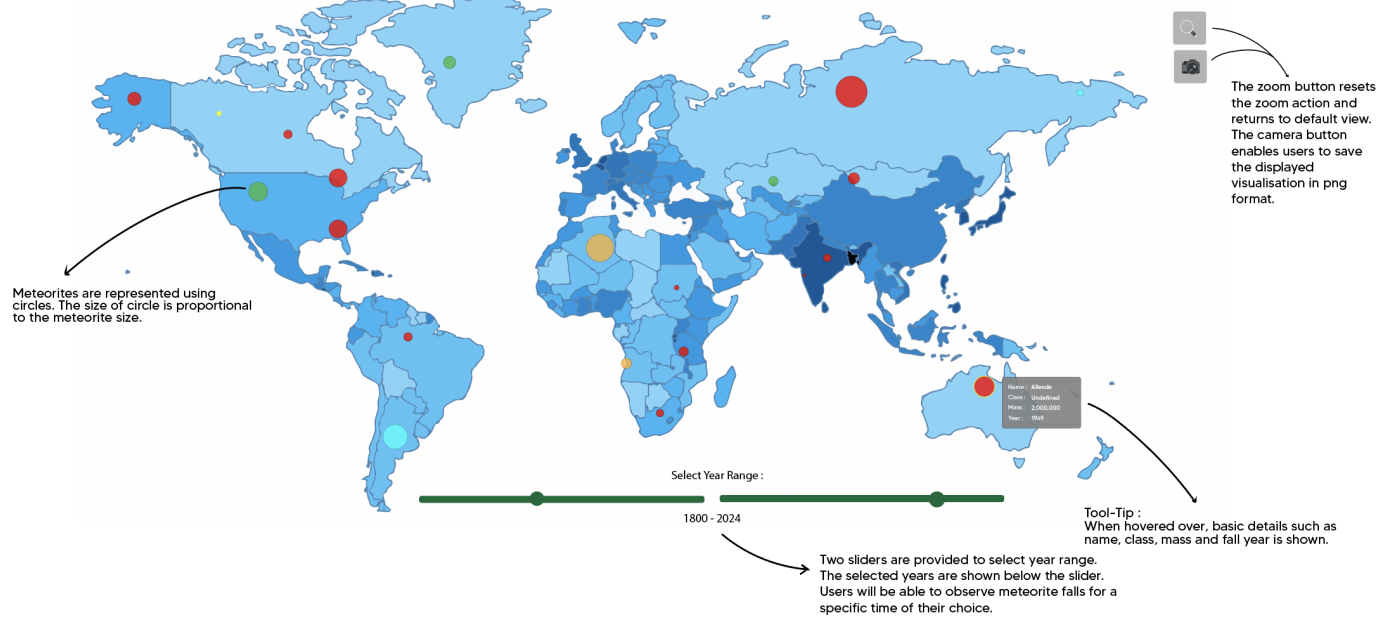 The zoom button resets
the zoom action and
returns to default view.
The camera button
enables users to save
the displayed
visualisation in png
format.
Meteorites are represented using
circles. The size of circle is proportional
to the meteorite size.
Name : Allende
Class : Undefined
Mass : 2,000,000
Year : 1969
Select Year Range :
1800 - 2024
Tool-Tip :
When hovered over, basic details such as
name, class, mass and fall year is shown.
Two sliders are provided to select year range.
The selected years are shown below the slider.
Users will be able to observe meteorite falls for a
specific time of their choice.